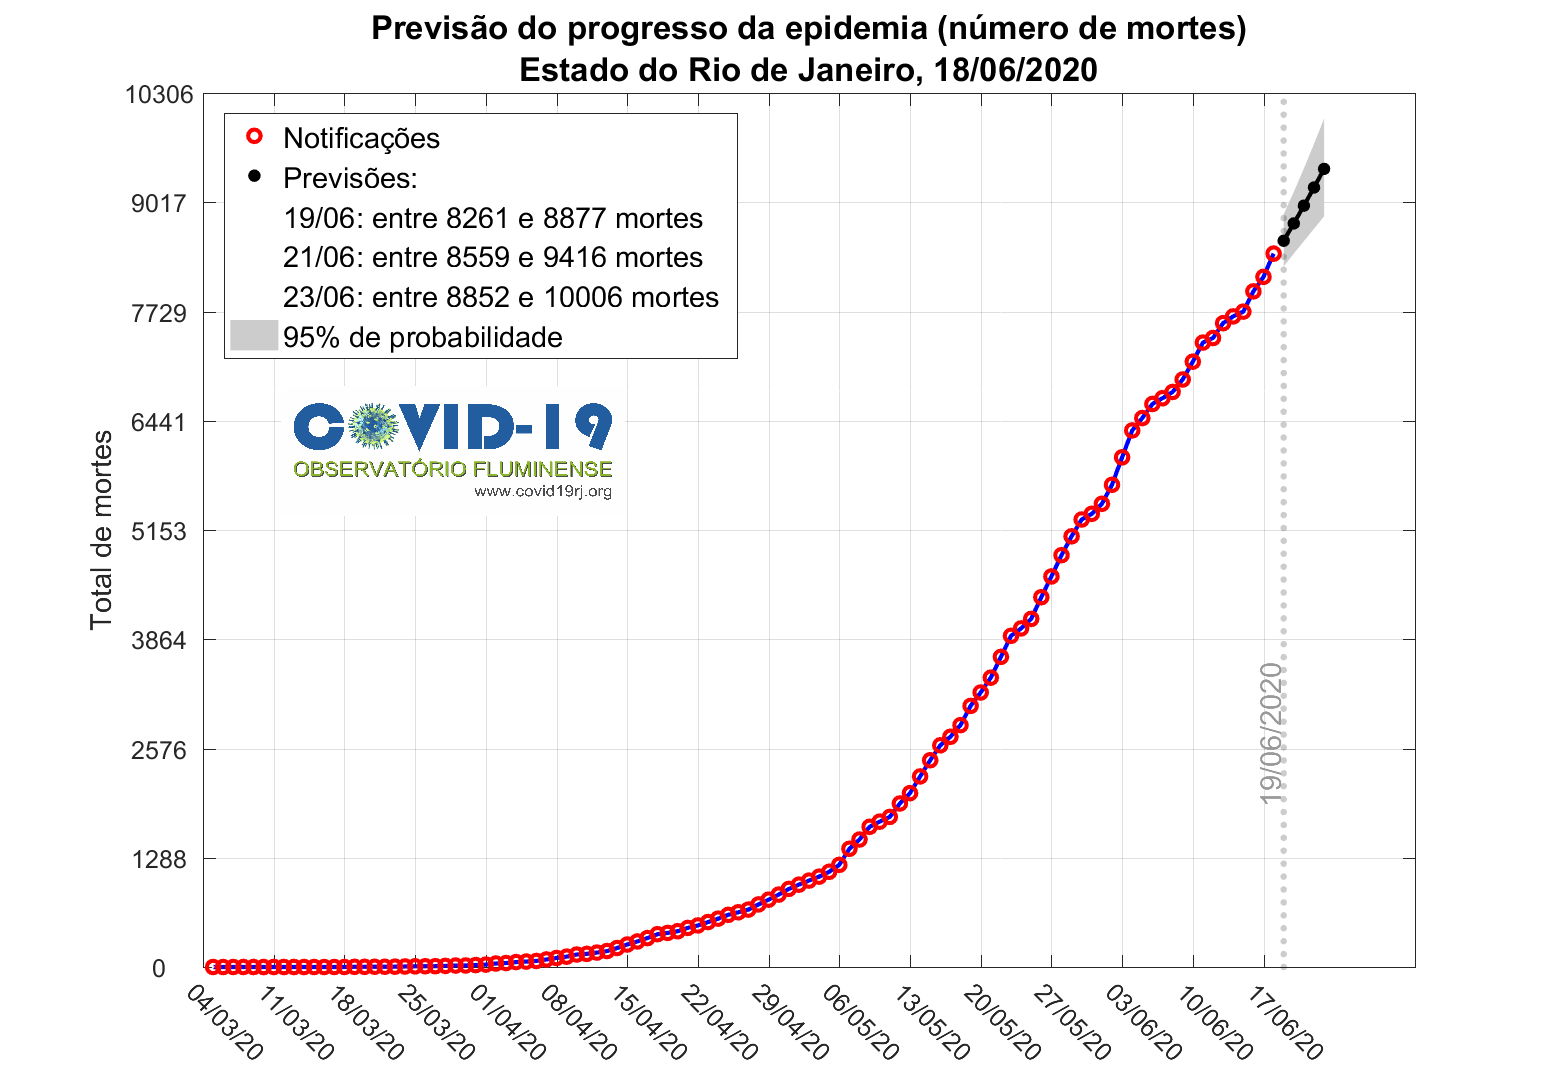 Previsão do progresso da epidemia (número de mortes)
Estado do Rio de Janeiro, 18/06/2020
10306
9017
7729
6441
5153
3864
2576
1288
0
Total de mortes
Notificações
Previsões:
19/06: entre 8261 e 8877 mortes
21/06: entre 8559 e 9416 mortes
23/06: entre 8852 e 10006 mortes
95% de probabilidade
COVID-19
OBSERVATÓRIO FLUMINENSE
www.covid19rj.org
19/06/2020
04/03/20
11/03/20
18/03/20
25/03/20
01/04/20
08/04/20
15/04/20
22/04/20
29/04/20
06/05/20
13/05/20
20/05/20
27/05/20
03/06/20
10/06/20
17/06/20